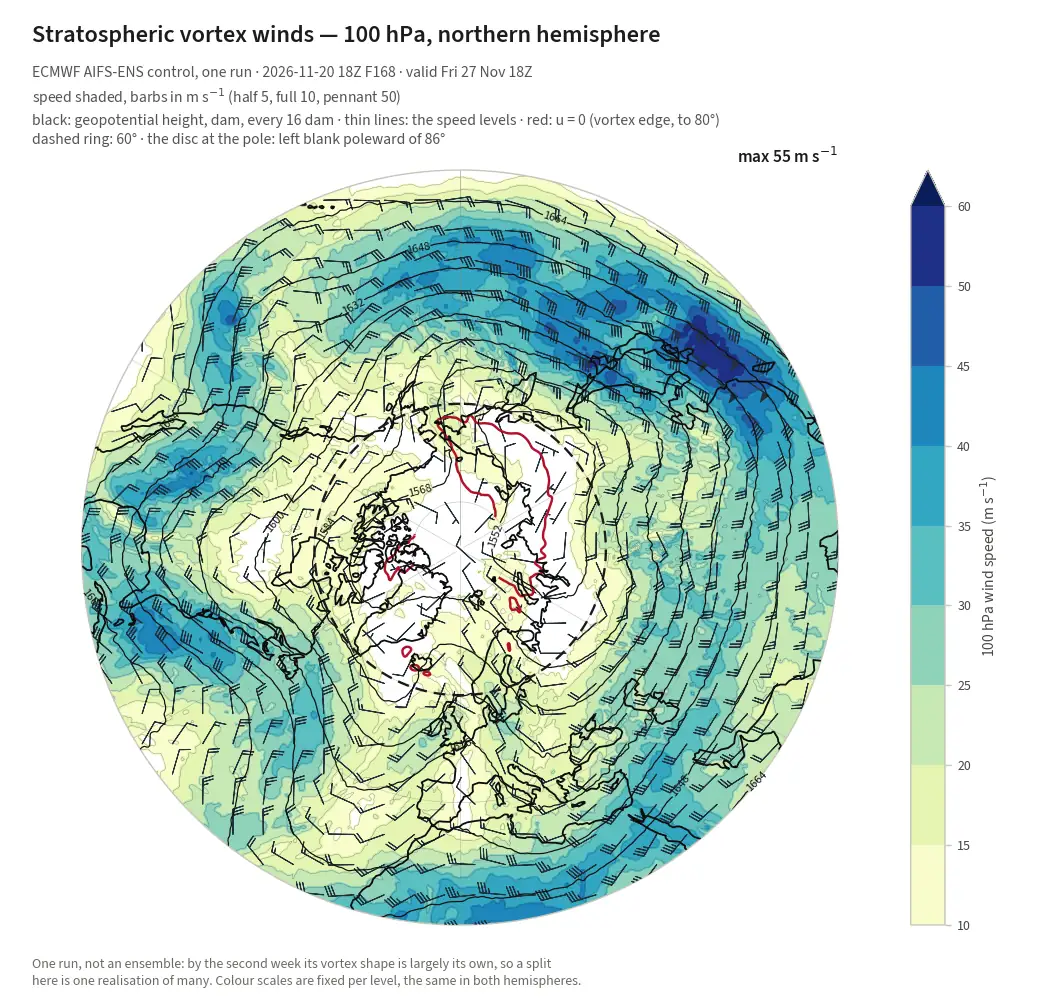 Stratospheric vortex winds — 100 hPa, northern hemisphere
ECMWF AIFS-ENS control, one run · 2026-11-20 18Z F168 · valid Fri 27 Nov 18Z
speed shaded, barbs in m s⁻¹ (half 5, full 10, pennant 50)
black: geopotential height, dam, every 16 dam · thin lines: the speed levels · red: u = 0 (vortex edge, to 80°)
dashed ring: 60° · the disc at the pole: left blank poleward of 86°
max 55 m s⁻¹
1664
1648
1632
1568
1552
1600
1584
1648
1664
60
50
45
40
35
30
25
20
15
10
100 hPa wind speed (m s⁻¹)
One run, not an ensemble: by the second week its vortex shape is largely its own, so a split
here is one realisation of many. Colour scales are fixed per level, the same in both hemispheres.